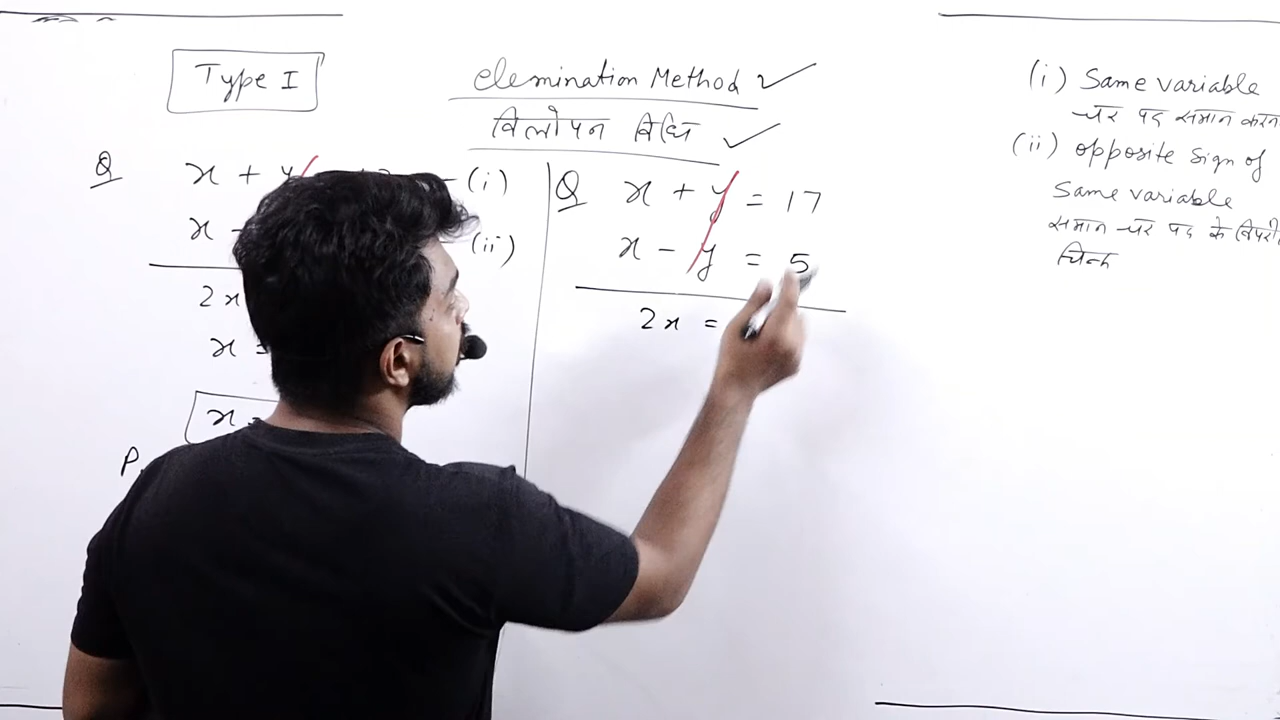 Type I
elemination Method ✓
विलोपन विधि ✓
Q x + y (i)
x - (ii)
2x
x =
x =
P
Q x + y = 17
x - y = 5
2x =
(i) Same variable
चर पद समान करना
(ii) opposite sign of
Same variable
समान चर पद के विपरी
चिन्ह